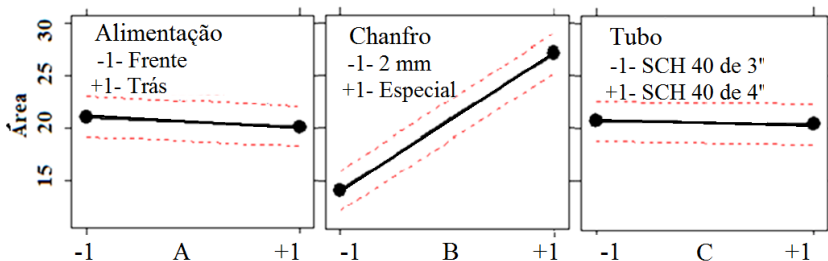 Área
30
25
20
15
Alimentação
-1- Frente
+1- Trás
-1 A +1
Chanfro
-1- 2 mm
+1- Especial
-1 B +1
Tubo
-1- SCH 40 de 3"
+1- SCH 40 de 4"
-1 C +1